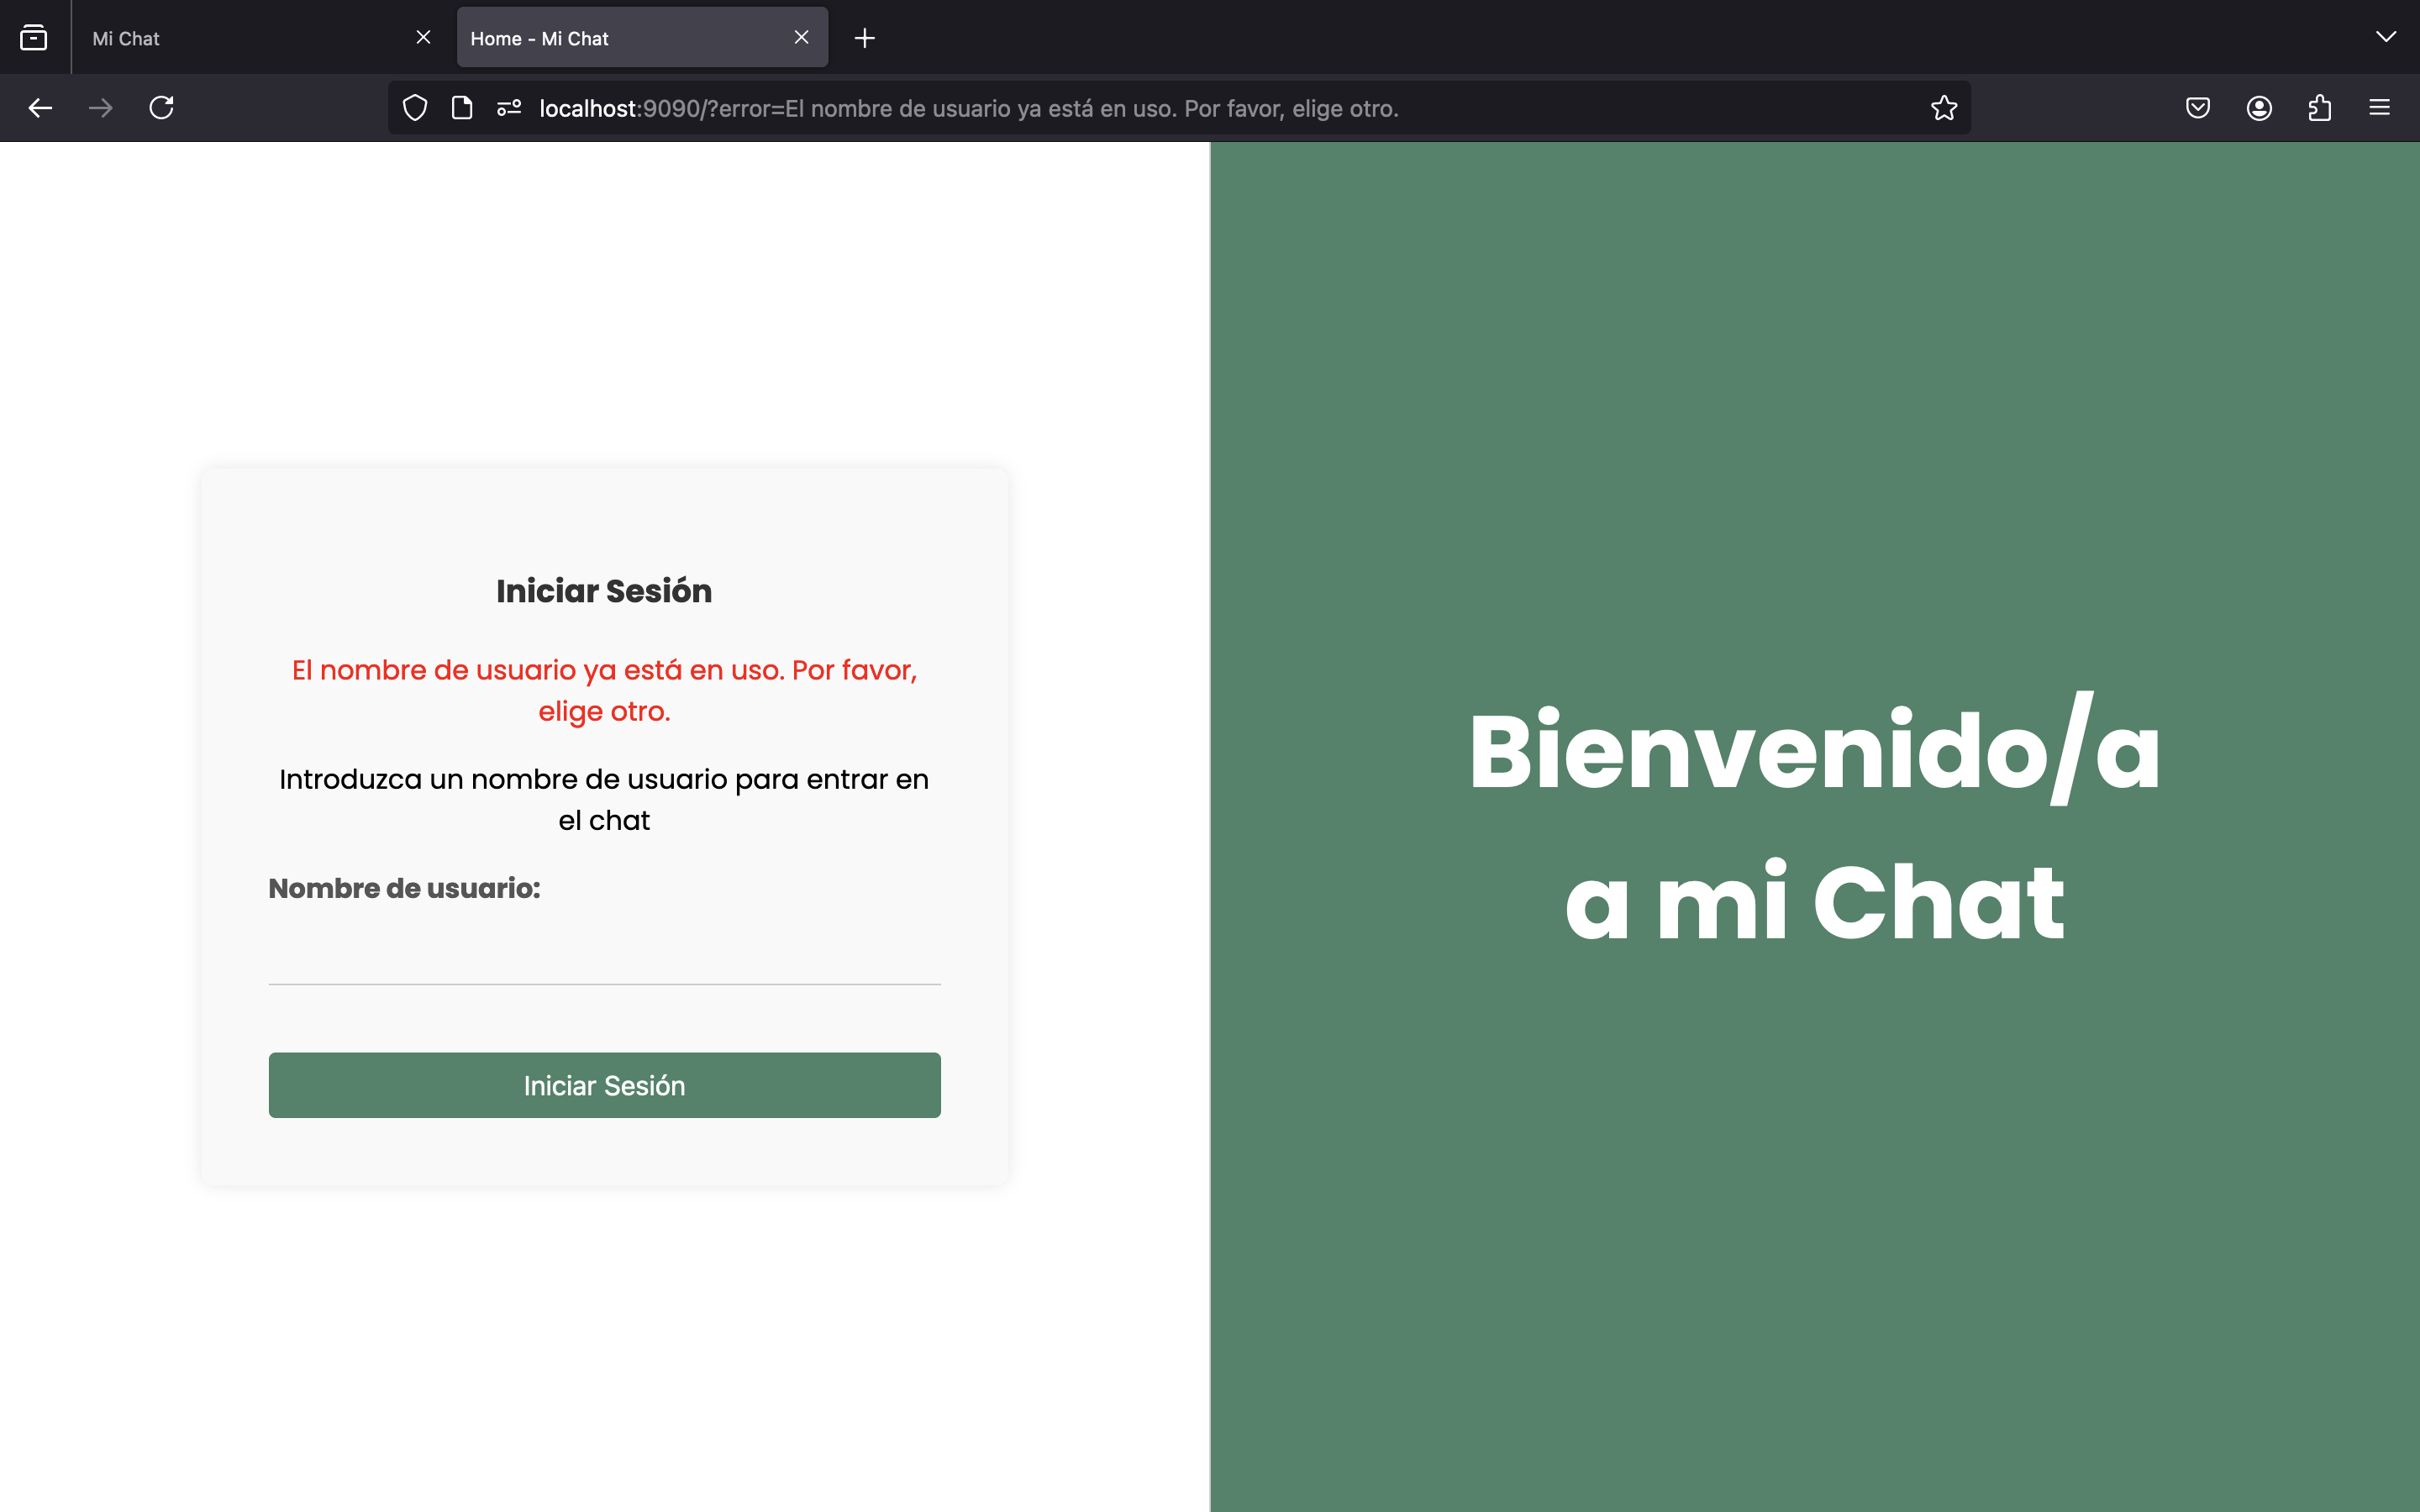 Mi Chat
Home - Mi Chat
localhost:9090/?error=El nombre de usuario ya está en uso. Por favor, elige otro.
Iniciar Sesión
El nombre de usuario ya está en uso. Por favor,
elige otro.
Introduzca un nombre de usuario para entrar en
el chat
Nombre de usuario:
Iniciar Sesión
Bienvenido/a
a mi Chat